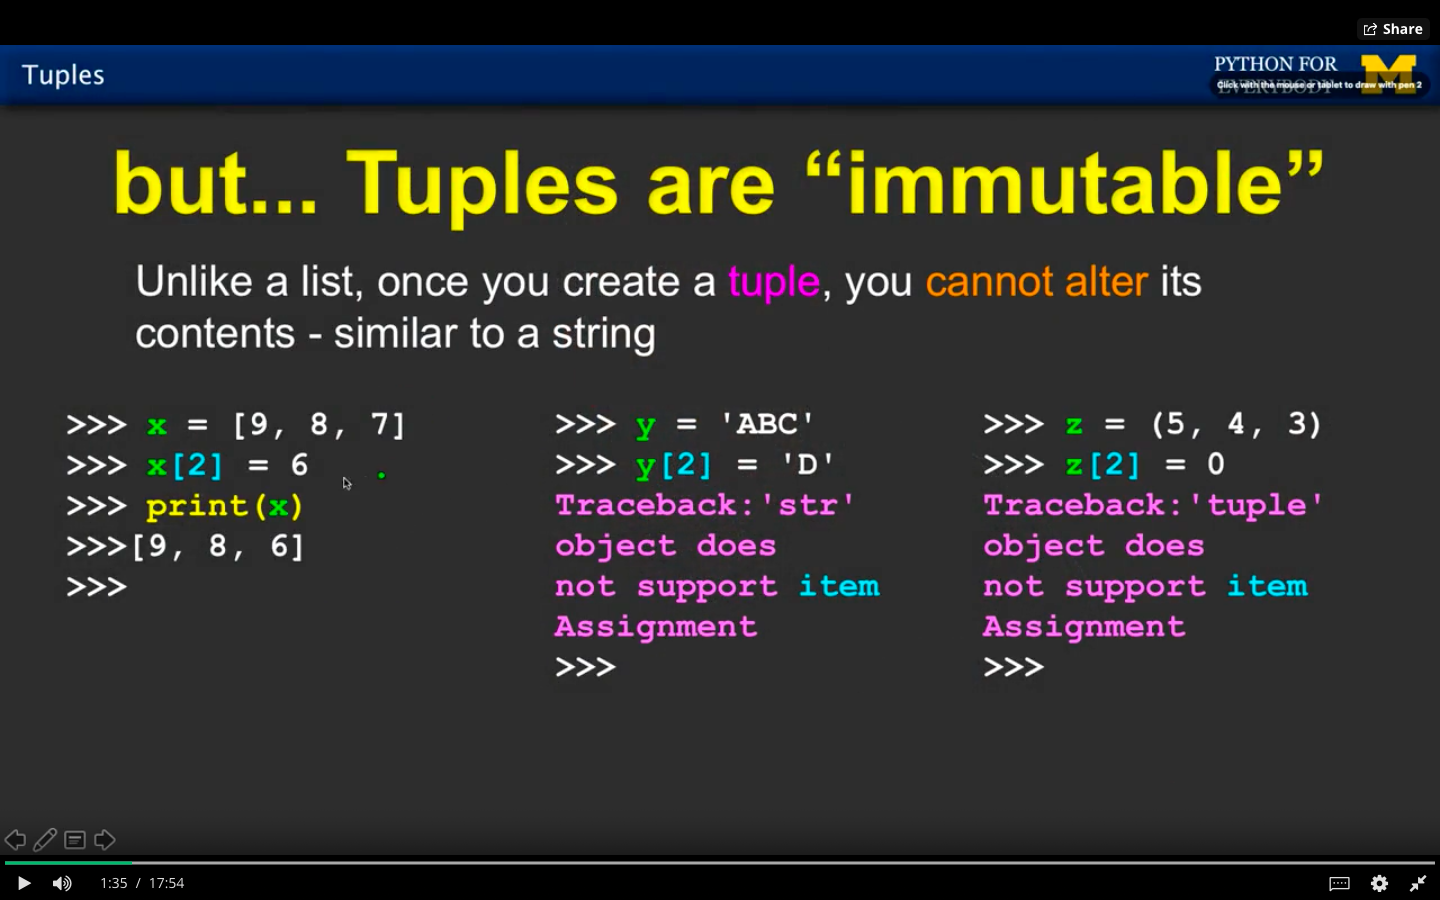 Share
Tuples
PYTHON FOR
EVERYBODY
Click with the mouse or tablet to draw with pen 2
but... Tuples are “immutable”
Unlike a list, once you create a tuple, you cannot alter its
contents - similar to a string
>>> x = [9, 8, 7]
>>> x[2] = 6
>>> print(x)
>>>[9, 8, 6]
>>>
>>> y = 'ABC'
>>> y[2] = 'D'
Traceback:'str'
object does
not support item
Assignment
>>>
>>> z = (5, 4, 3)
>>> z[2] = 0
Traceback:'tuple'
object does
not support item
Assignment
>>>
1:35 / 17:54